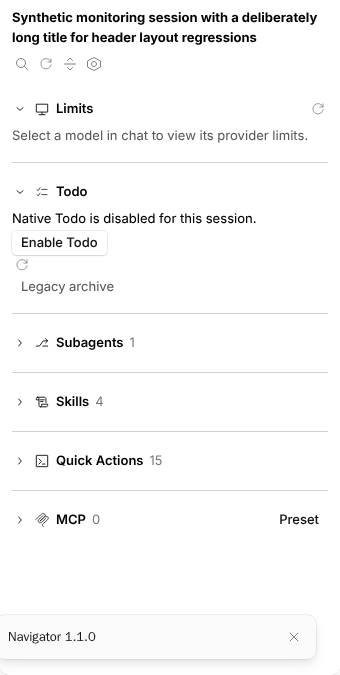 Synthetic monitoring session with a deliberately
long title for header layout regressions
Limits
Select a model in chat to view its provider limits.
Todo
Native Todo is disabled for this session.
Enable Todo
Legacy archive
Subagents 1
Skills 4
Quick Actions 15
MCP 0 Preset
Navigator 1.1.0